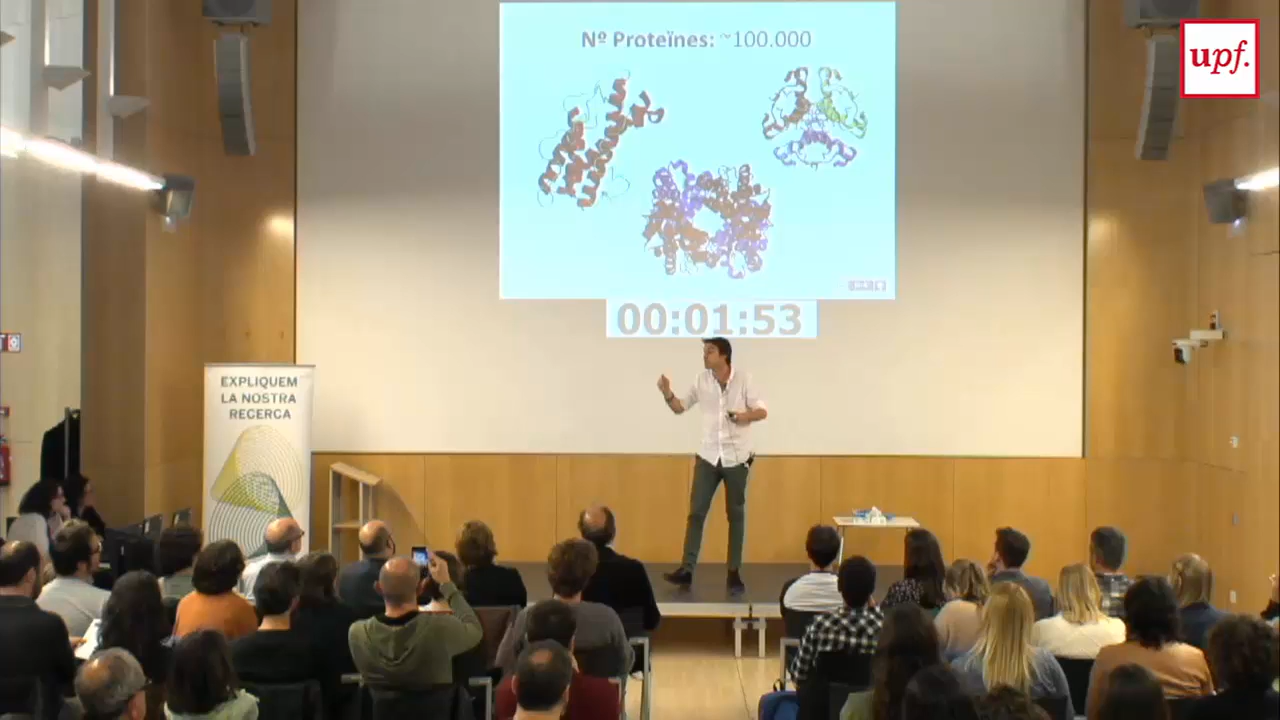 Nº Proteïnes: ~100.000
upf.
00:01:53
EXPLIQUEM
LA NOSTRA
RECERCA